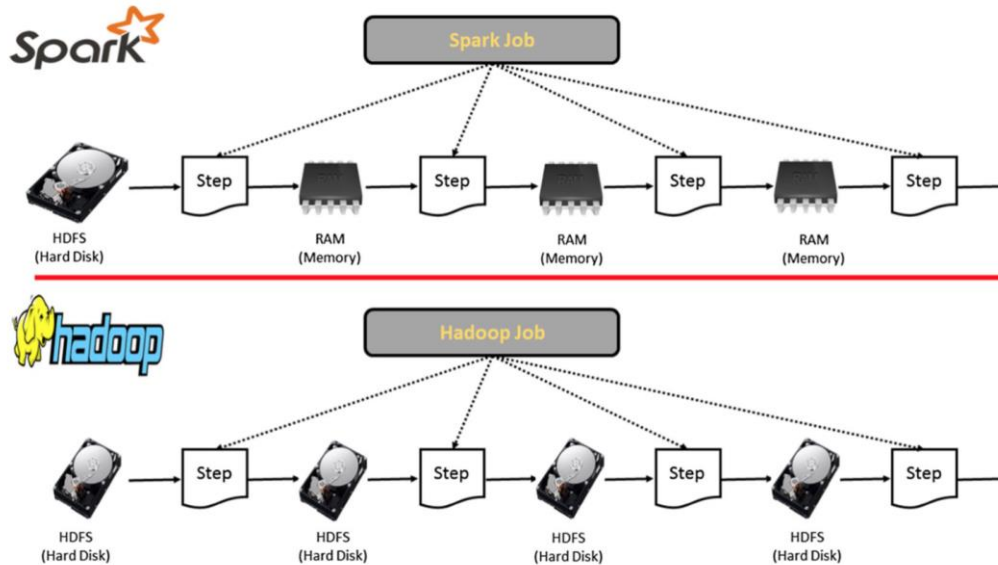 Spark
Spark Job
Step
Step
Step
Step
HDFS
(Hard Disk)
RAM
(Memory)
RAM
(Memory)
RAM
(Memory)
hadoop
Hadoop Job
Step
Step
Step
Step
HDFS
(Hard Disk)
HDFS
(Hard Disk)
HDFS
(Hard Disk)
HDFS
(Hard Disk)